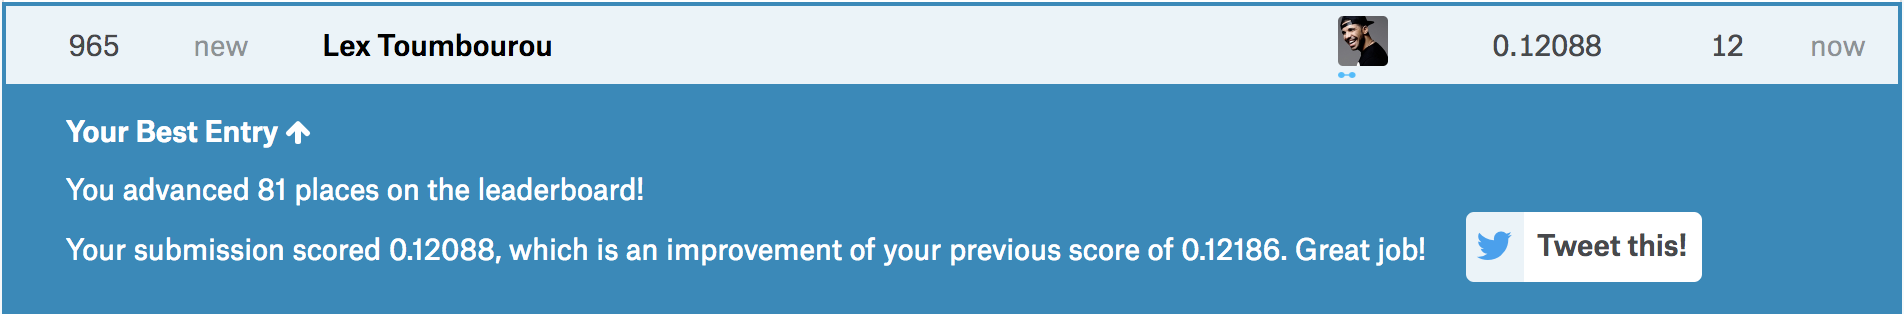 965 new Lex Toumbourou 0.12088 12 now
Your Best Entry
You advanced 81 places on the leaderboard!
Your submission scored 0.12088, which is an improvement of your previous score of 0.12186. Great job!
Tweet this!